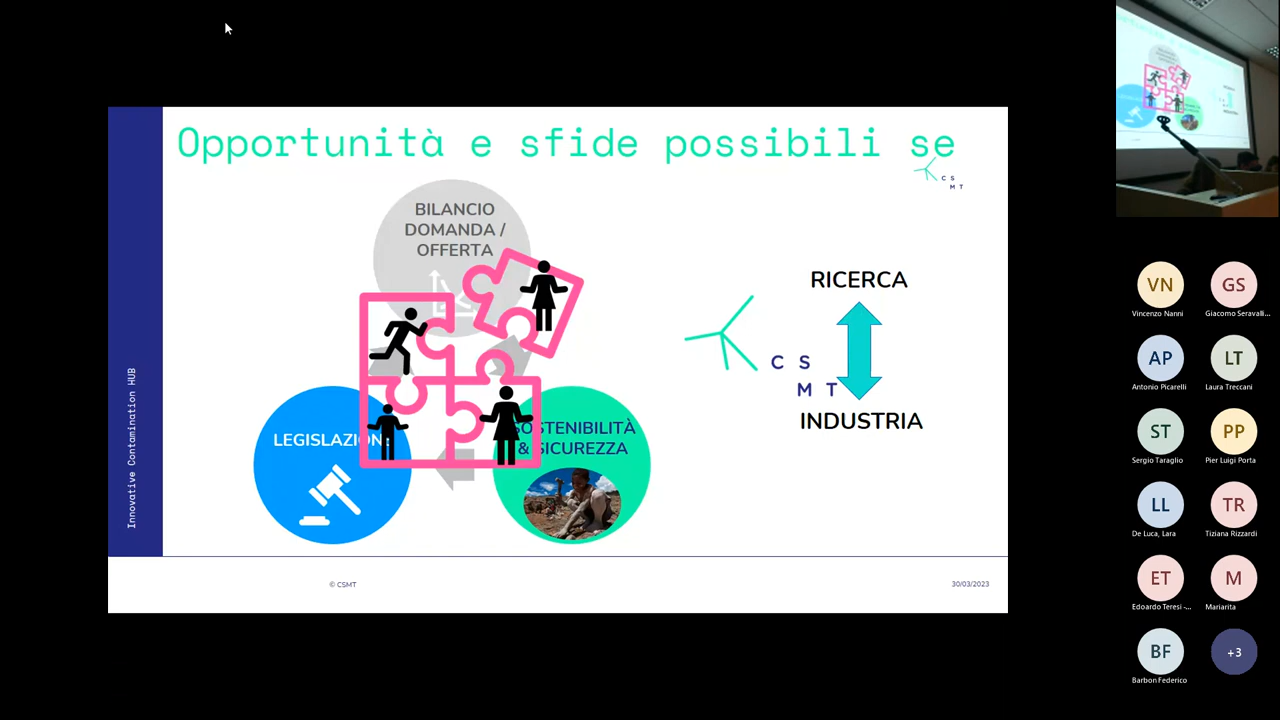 Opportunità e sfide possibili se
C S
M T
BILANCIO
DOMANDA /
OFFERTA
LEGISLAZIONE
SOSTENIBILITÀ
& SICUREZZA
RICERCA
C S
M T
INDUSTRIA
Innovative Contamination HUB
© CSMT
30/03/2023
VN
Vincenzo Nanni
GS
Giacomo Seravalli...
AP
Antonio Picarelli
LT
Laura Treccani
ST
Sergio Taraglio
PP
Pier Luigi Porta
LL
De Luca, Lara
TR
Tiziana Rizzardi
ET
Edoardo Teresi -...
M
Mariarita
BF
Barbon Federico
+3